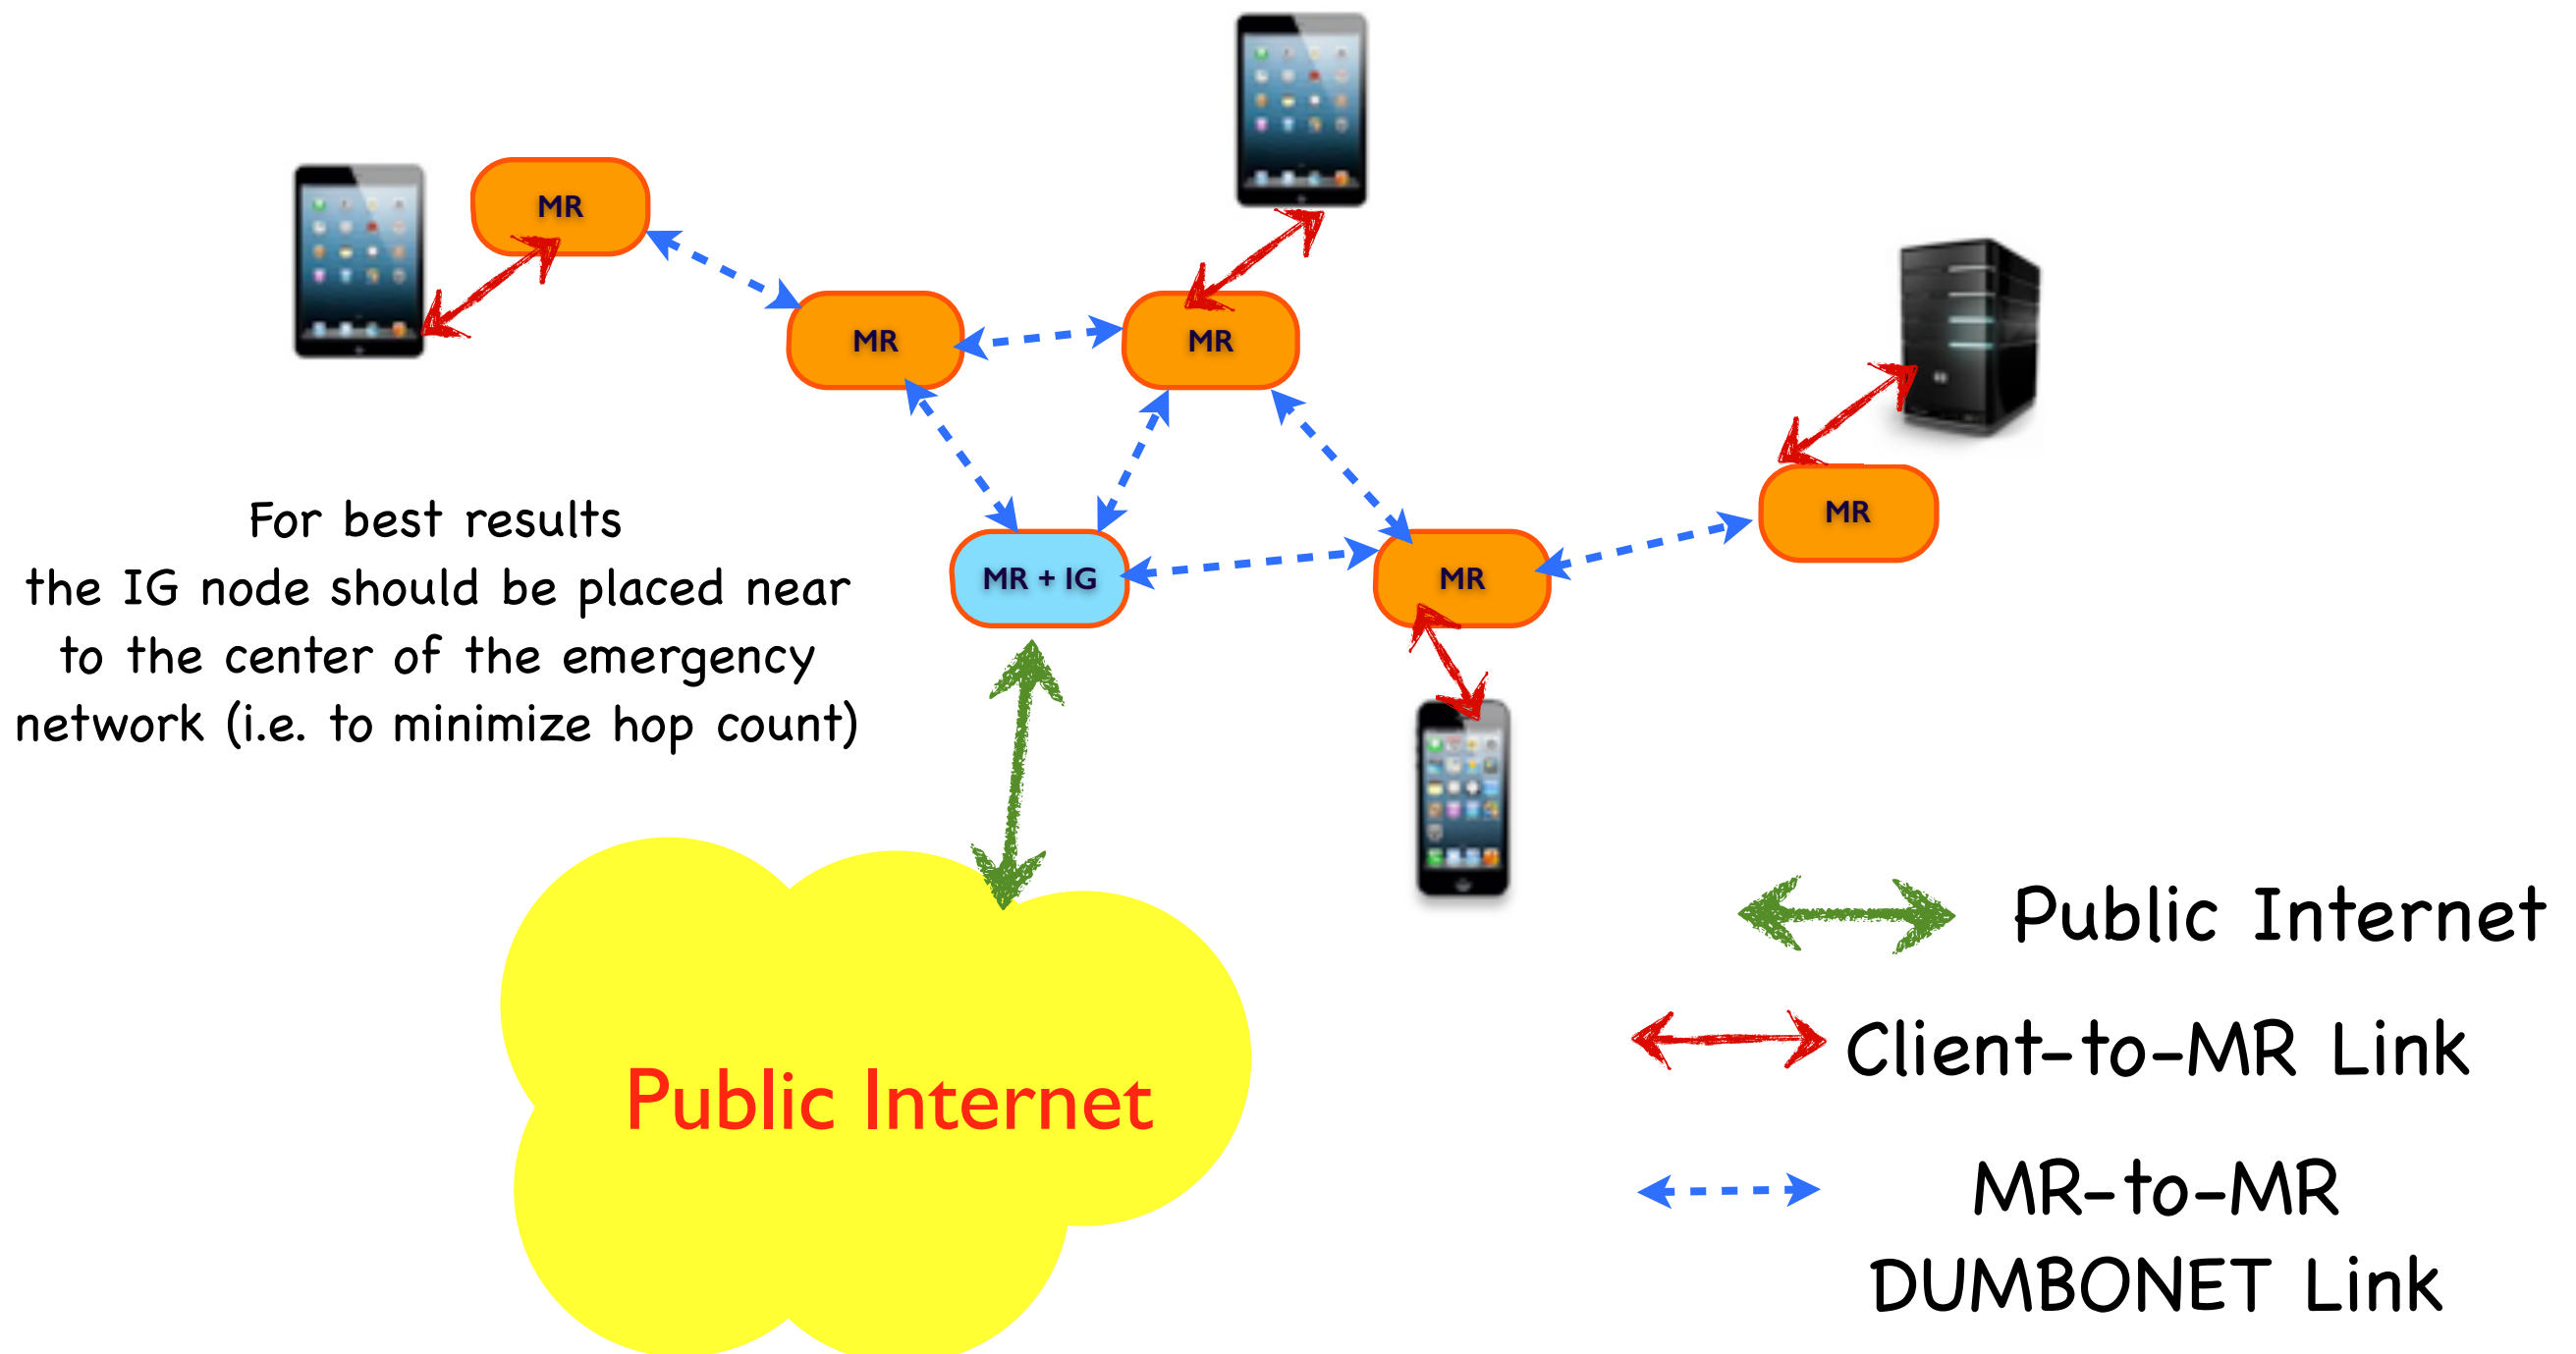 MR
MR
MR
MR
For best results
the IG node should be placed near
to the center of the emergency
network (i.e. to minimize hop count)
MR + IG
MR
Public Internet
Public Internet
Client-to-MR Link
MR-to-MR
DUMBONET Link